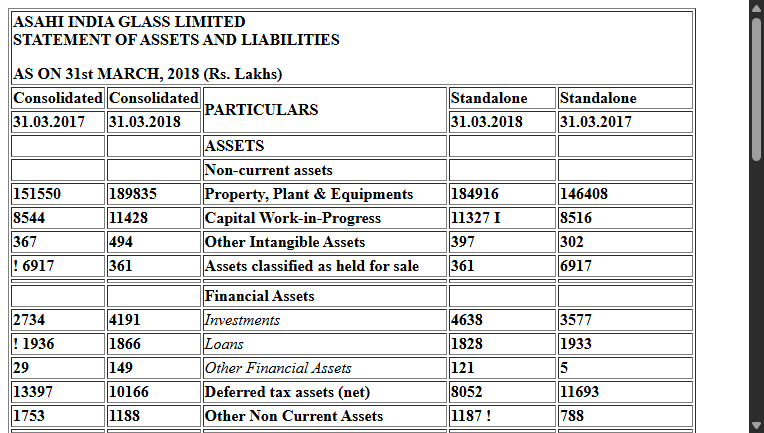 ASAHI INDIA GLASS LIMITED
STATEMENT OF ASSETS AND LIABILITIES
AS ON 31st MARCH, 2018 (Rs. Lakhs)
Consolidated Consolidated PARTICULARS Standalone Standalone
31.03.2017 31.03.2018 31.03.2018 31.03.2017
ASSETS
Non-current assets
151550 189835 Property, Plant & Equipments 184916 146408
8544 11428 Capital Work-in-Progress 11327 I 8516
367 494 Other Intangible Assets 397 302
! 6917 361 Assets classified as held for sale 361 6917
Financial Assets
2734 4191 Investments 4638 3577
! 1936 1866 Loans 1828 1933
29 149 Other Financial Assets 121 5
13397 10166 Deferred tax assets (net) 8052 11693
1753 1188 Other Non Current Assets 1187 ! 788